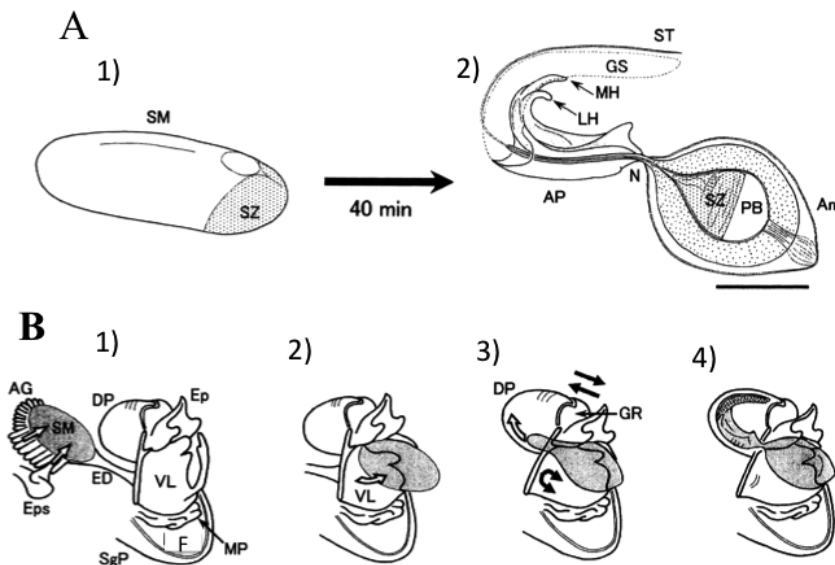 A
1)
SM
SZ
40 min
2)
ST
GS
MH
LH
AP
N
SZ
PB
An
B
1)
AG
SM
DP
Ep
ED
VL
Eps
F
MP
SgP
2)
VL
3)
DP
GR
4)